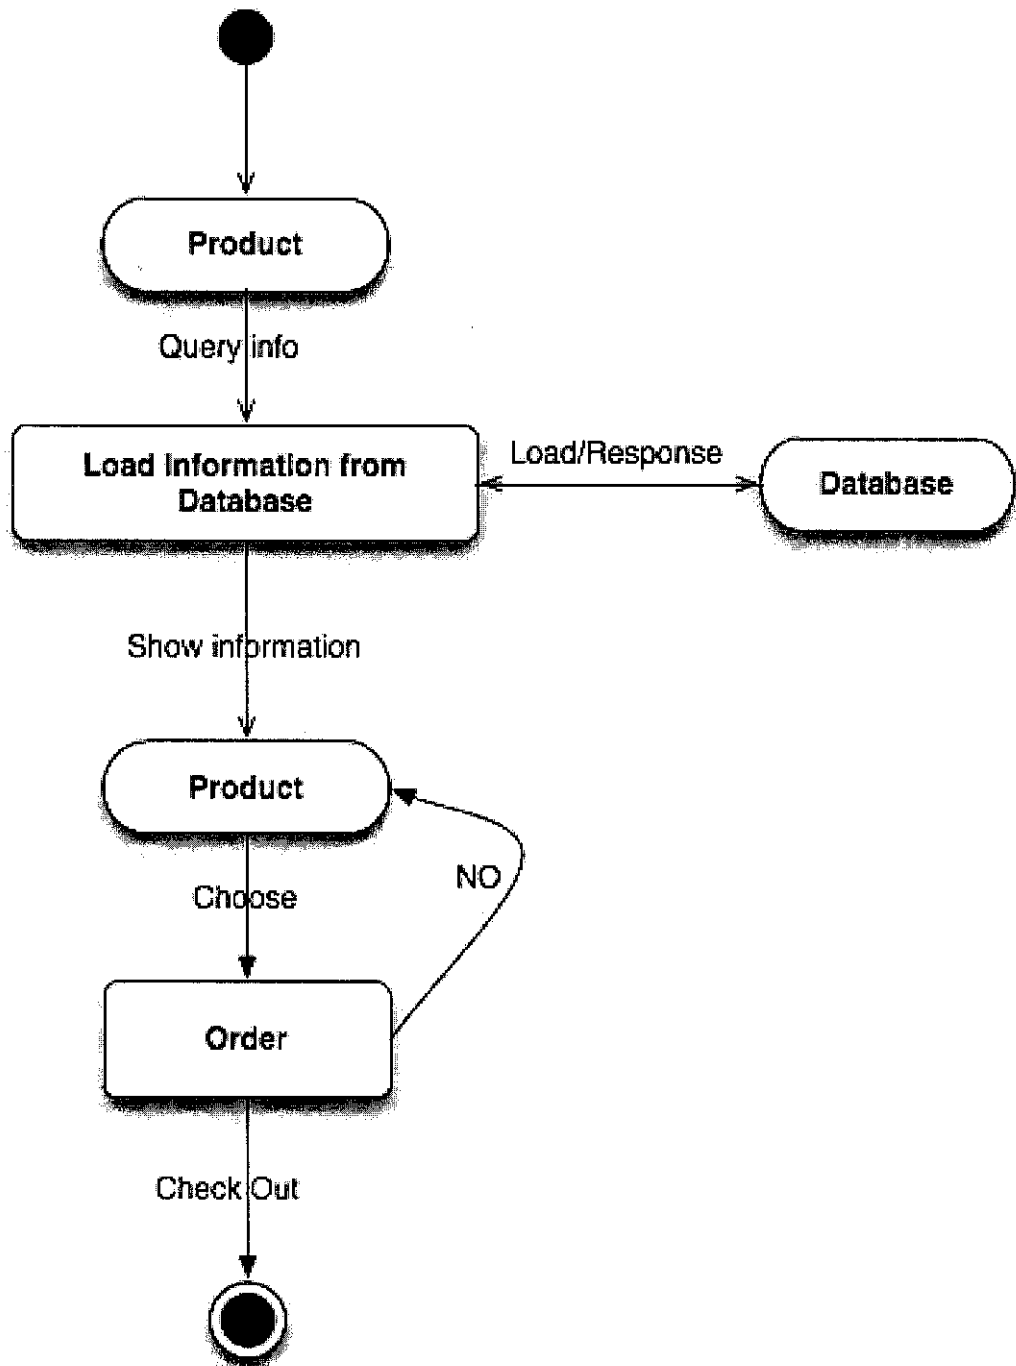 Product
Query info
Load Information from
Database
Load/Response
Database
Show information
Product
Choose
NO
Order
Check Out